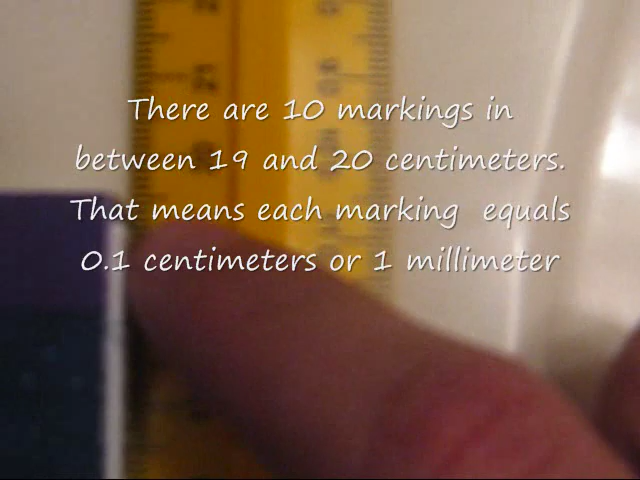 There are 10 markings in
between 19 and 20 centimeters.
That means each marking equals
0.1 centimeters or 1 millimeter